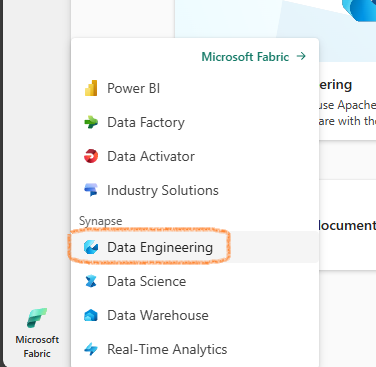 Microsoft Fabric →
Power BI
Data Factory
Data Activator
Industry Solutions
Synapse
Data Engineering
Data Science
Data Warehouse
Real-Time Analytics
Microsoft
Fabric
ering
use Apache
are with the
document